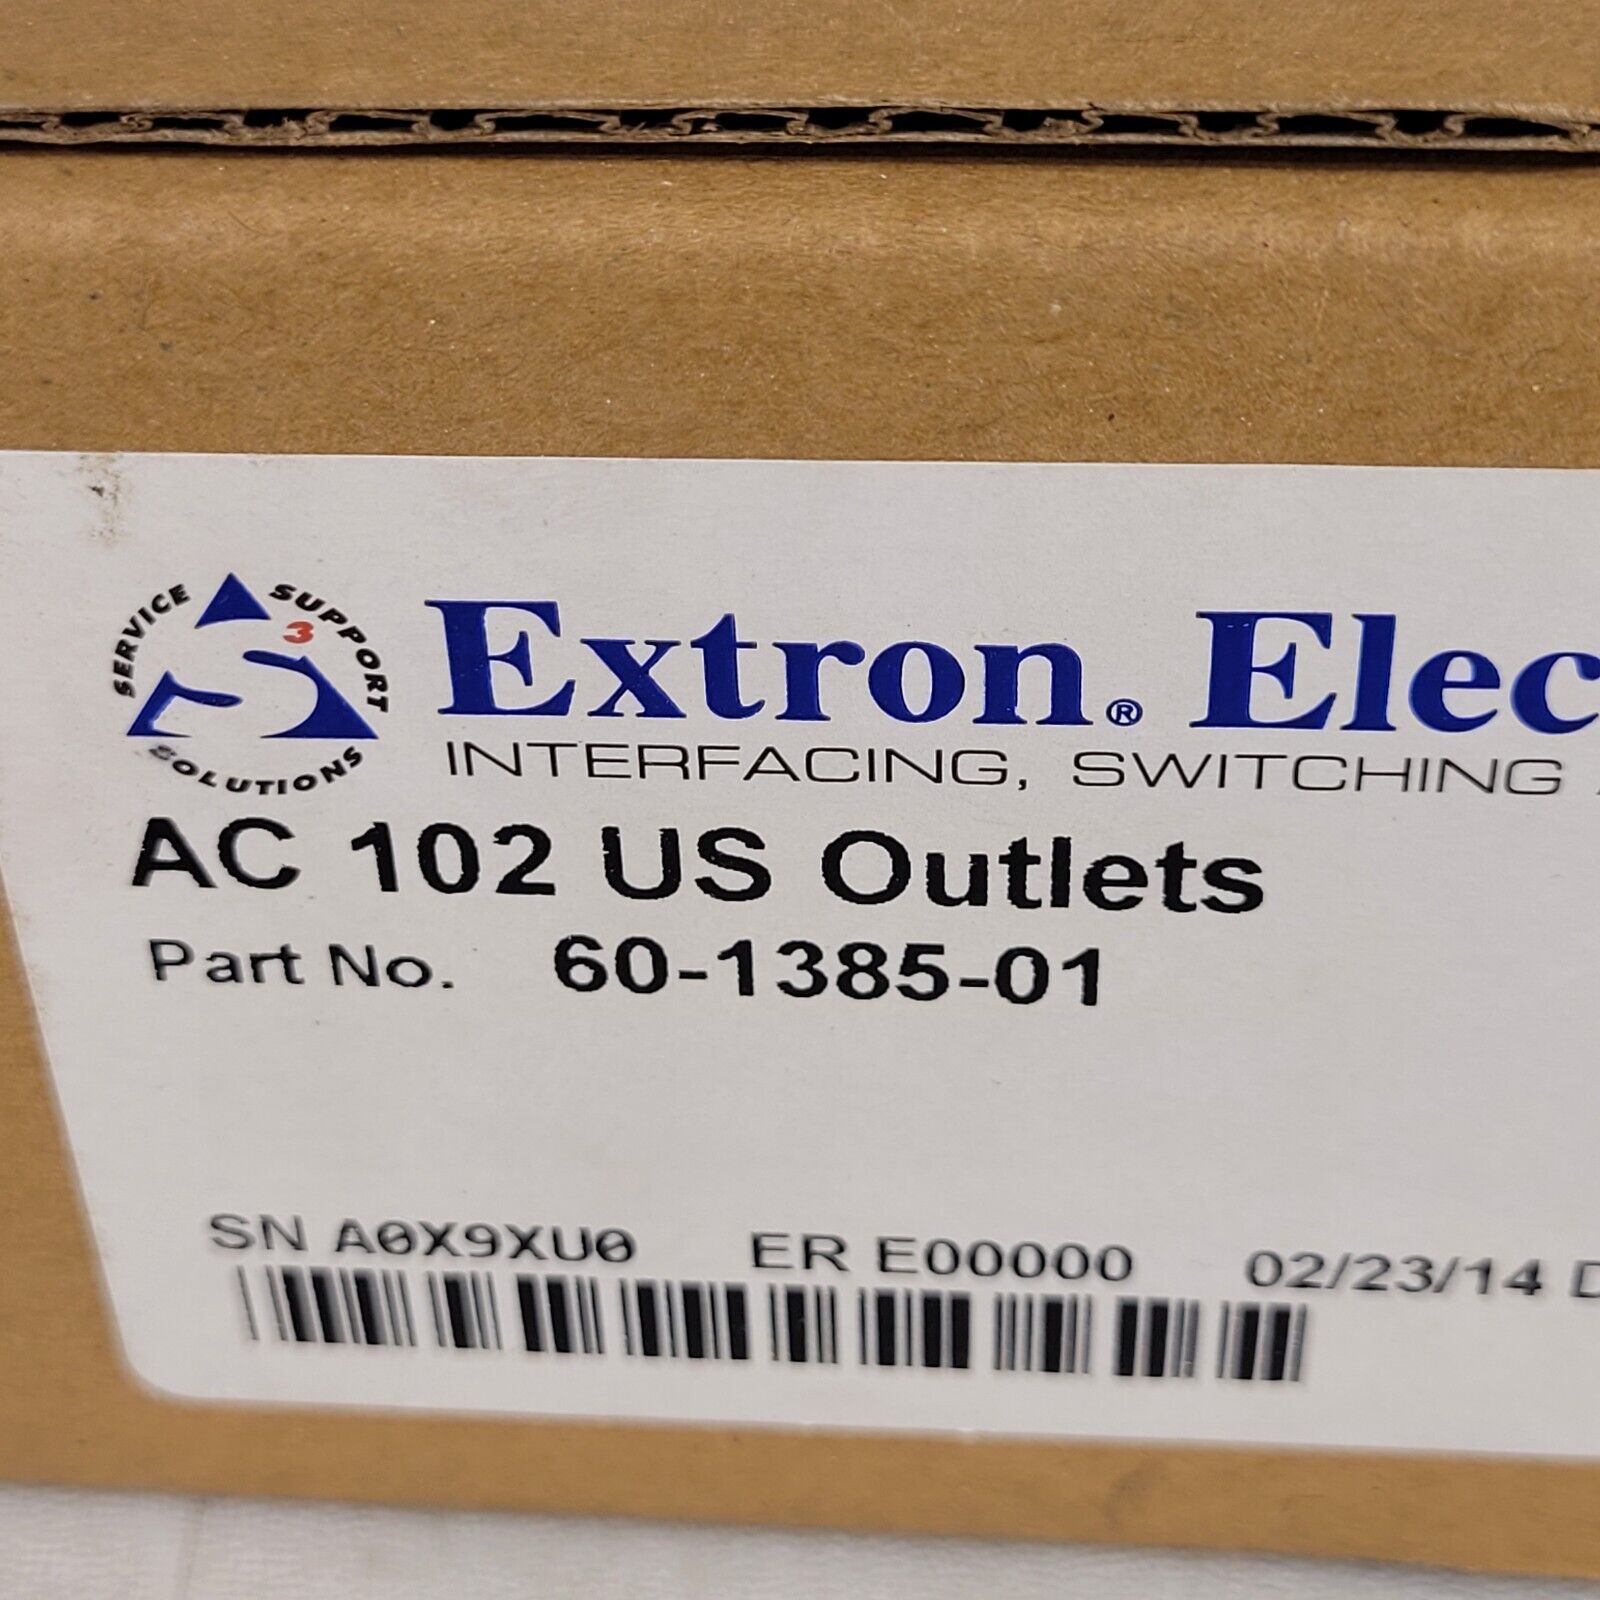 SERVICE SUPPORT SOLUTIONS
3
Extron® Elec
INTERFACING, SWITCHING
AC 102 US Outlets
Part No. 60-1385-01
SN A0X9XU0 ER E00000 02/23/14 D